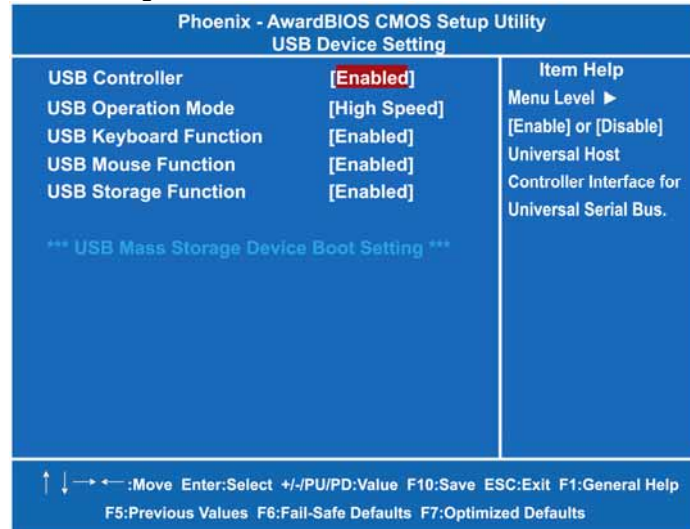 Phoenix - AwardBIOS CMOS Setup Utility
USB Device Setting
USB Controller [Enabled]
USB Operation Mode [High Speed]
USB Keyboard Function [Enabled]
USB Mouse Function [Enabled]
USB Storage Function [Enabled]
*** USB Mass Storage Device Boot Setting ***
Item Help
Menu Level ►
[Enable] or [Disable]
Universal Host
Controller Interface for
Universal Serial Bus.
↑ ↓ → ← :Move Enter:Select +/-/PU/PD:Value F10:Save ESC:Exit F1:General Help
F5:Previous Values F6:Fail-Safe Defaults F7:Optimized Defaults